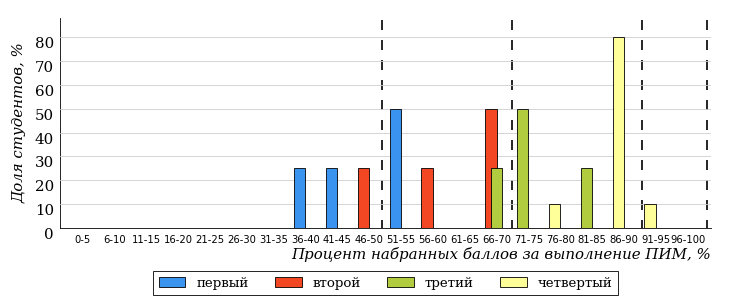 Доля студентов, %
80
70
60
50
40
30
20
10
0
0-5 6-10 11-15 16-20 21-25 26-30 31-35 36-40 41-45 46-50 51-55 56-60 61-65 66-70 71-75 76-80 81-85 86-90 91-95 96-100
Процент набранных баллов за выполнение ПИМ, %
первый второй третий четвертый